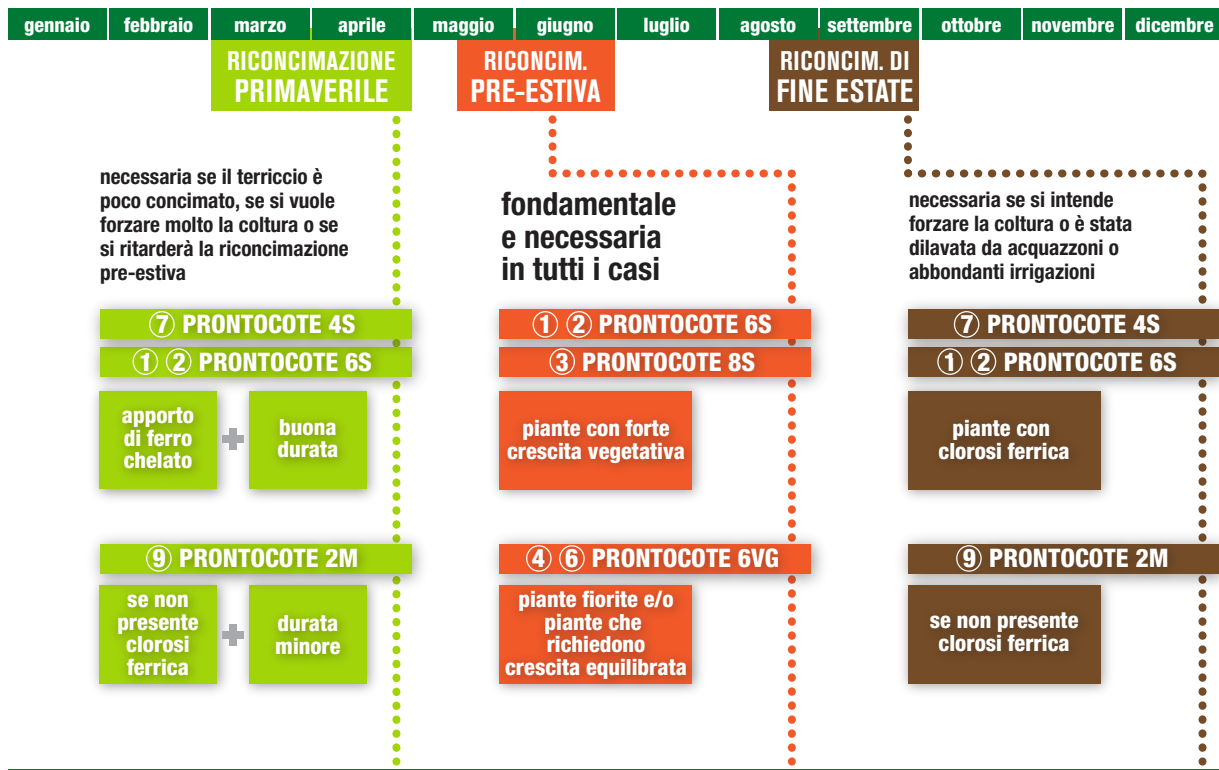 gennaio febbraio marzo aprile maggio giugno luglio agosto settembre ottobre novembre dicembre
RICONCIMAZIONE
PRIMAVERILE
necessaria se il terriccio è
poco concimato, se si vuole
forzare molto la coltura o se
si ritarderà la riconcimazione
pre-estiva
⑦ PRONTOCOTE 4S
① ② PRONTOCOTE 6S
apporto
di ferro
chelato
+
buona
durata
⑨ PRONTOCOTE 2M
se non
presente
clorosi
ferrica
+
durata
minore
RICONCIM.
PRE-ESTIVA
fondamentale
e necessaria
in tutti i casi
① ② PRONTOCOTE 6S
③ PRONTOCOTE 8S
piante con forte
crescita vegetativa
④ ⑥ PRONTOCOTE 6VG
piante fiorite e/o
piante che
richiedono
crescita equilibrata
RICONCIM. DI
FINE ESTATE
necessaria se si intende
forzare la coltura o è stata
dilavata da acquazzoni o
abbondanti irrigazioni
⑦ PRONTOCOTE 4S
① ② PRONTOCOTE 6S
piante con
clorosi ferrica
⑨ PRONTOCOTE 2M
se non presente
clorosi ferrica